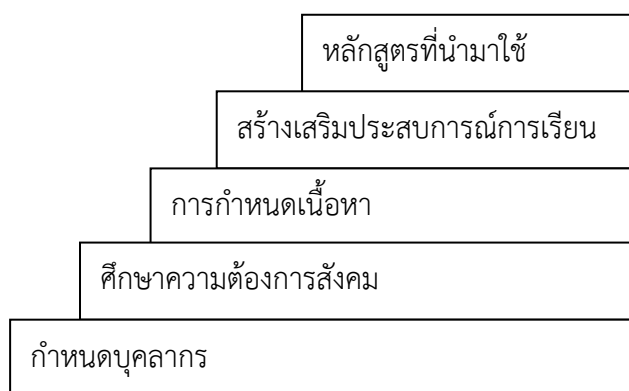 หลักสูตรที่นำมาใช้
สร้างเสริมประสบการณ์การเรียน
การกำหนดเนื้อหา
ศึกษาความต้องการสังคม
กำหนดบุคลากร